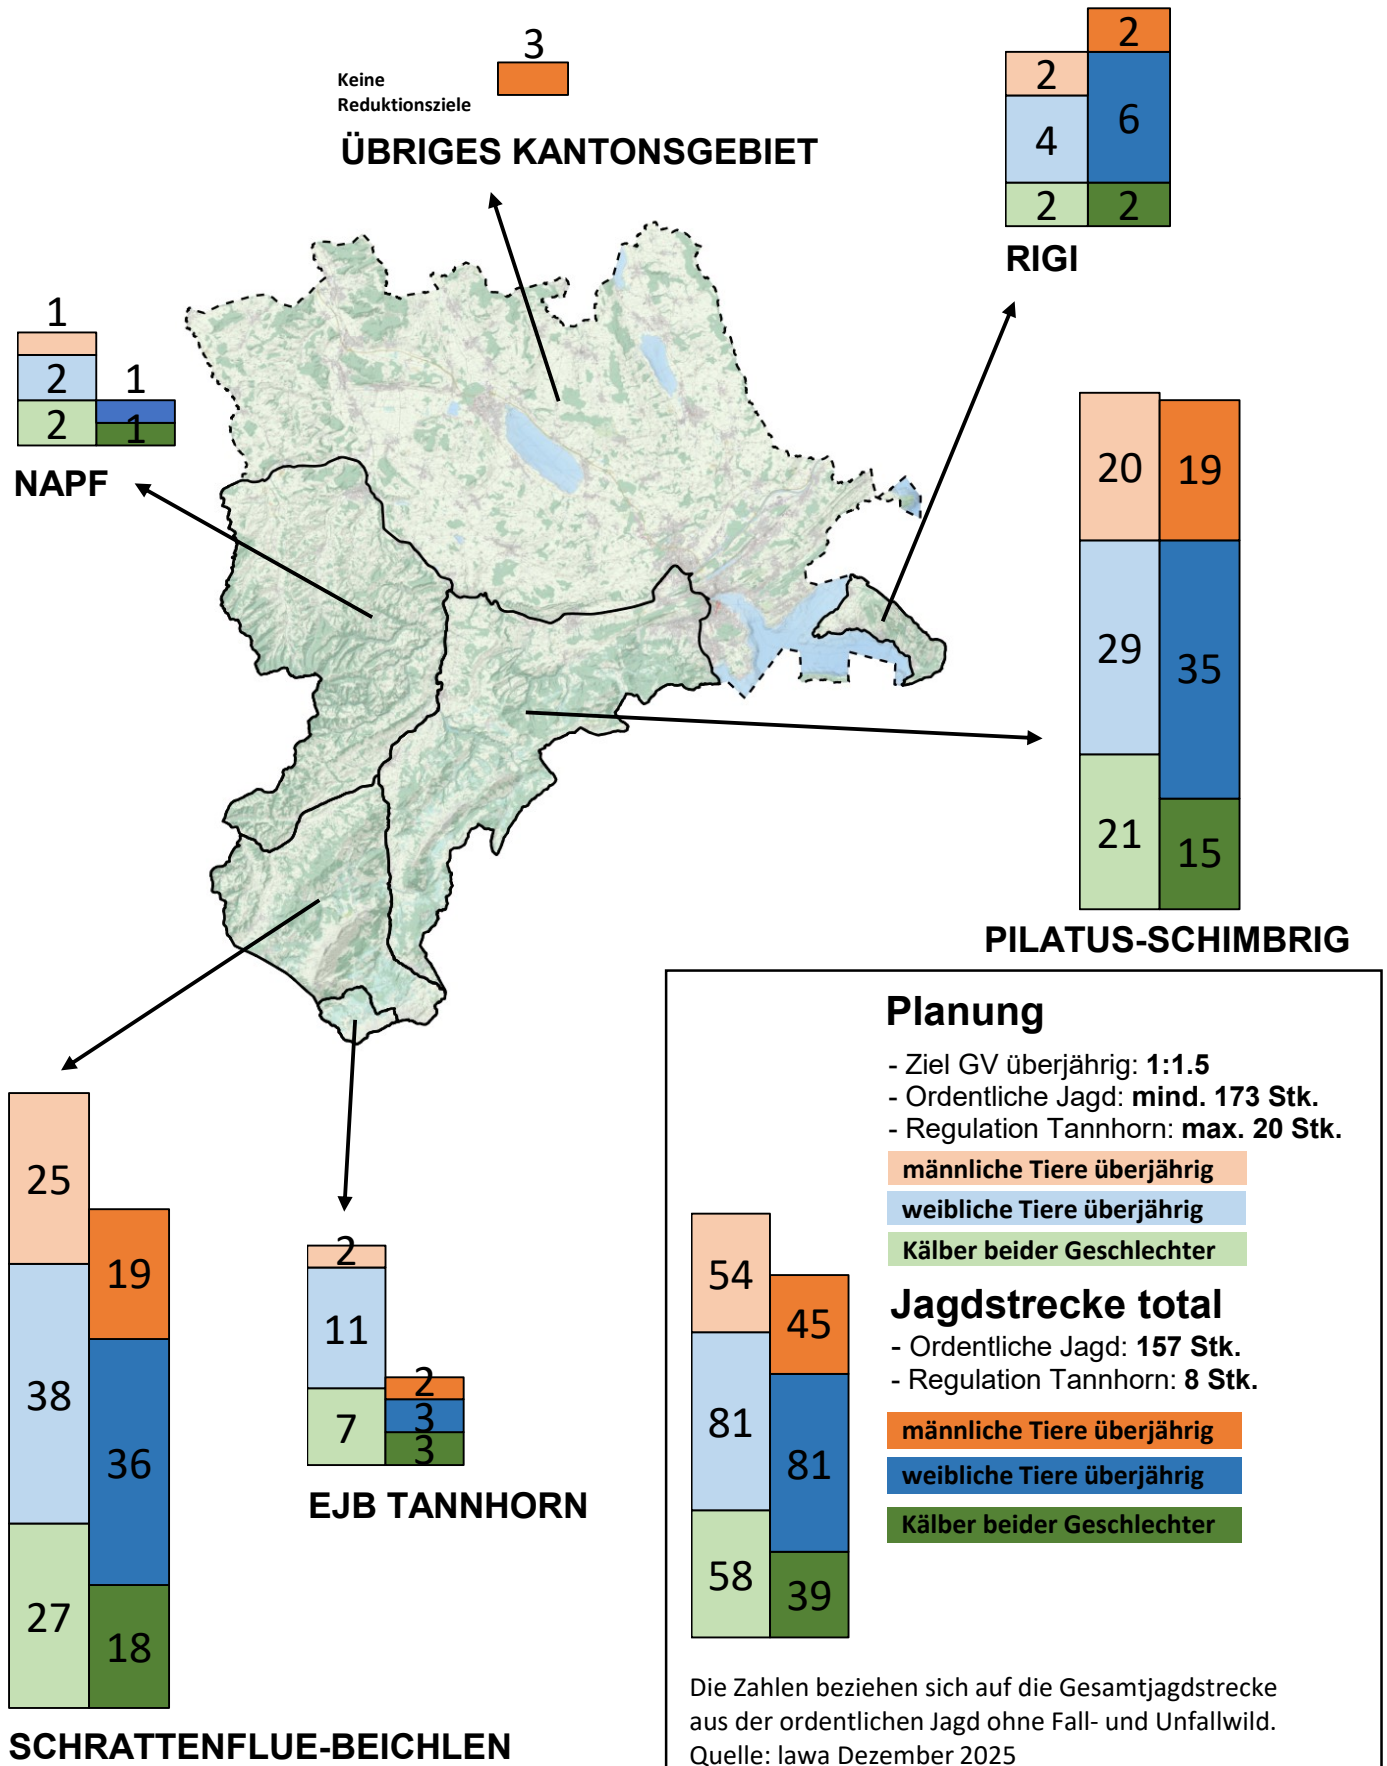 3
Keine
Reduktionsziele
ÜBRIGES KANTONSGEBIET
2
2
4
6
2
2
RIGI
1
2
1
2
1
NAPF
20
19
29
35
21
15
PILATUS-SCHIMBRIG
25
19
38
36
27
18
SCHRATTENFLUE-BEICHLEN
2
11
2
3
7
3
EJB TANNHORN
Planung
- Ziel GV überjährig: 1:1.5
- Ordentliche Jagd: mind. 173 Stk.
- Regulation Tannhorn: max. 20 Stk.
männliche Tiere überjährig
weibliche Tiere überjährig
Kälber beider Geschlechter
Jagdstrecke total
- Ordentliche Jagd: 157 Stk.
- Regulation Tannhorn: 8 Stk.
männliche Tiere überjährig
weibliche Tiere überjährig
Kälber beider Geschlechter
54
45
81
81
58
39
Die Zahlen beziehen sich auf die Gesamtjagdstrecke
aus der ordentlichen Jagd ohne Fall- und Unfallwild.
Quelle: lawa Dezember 2025